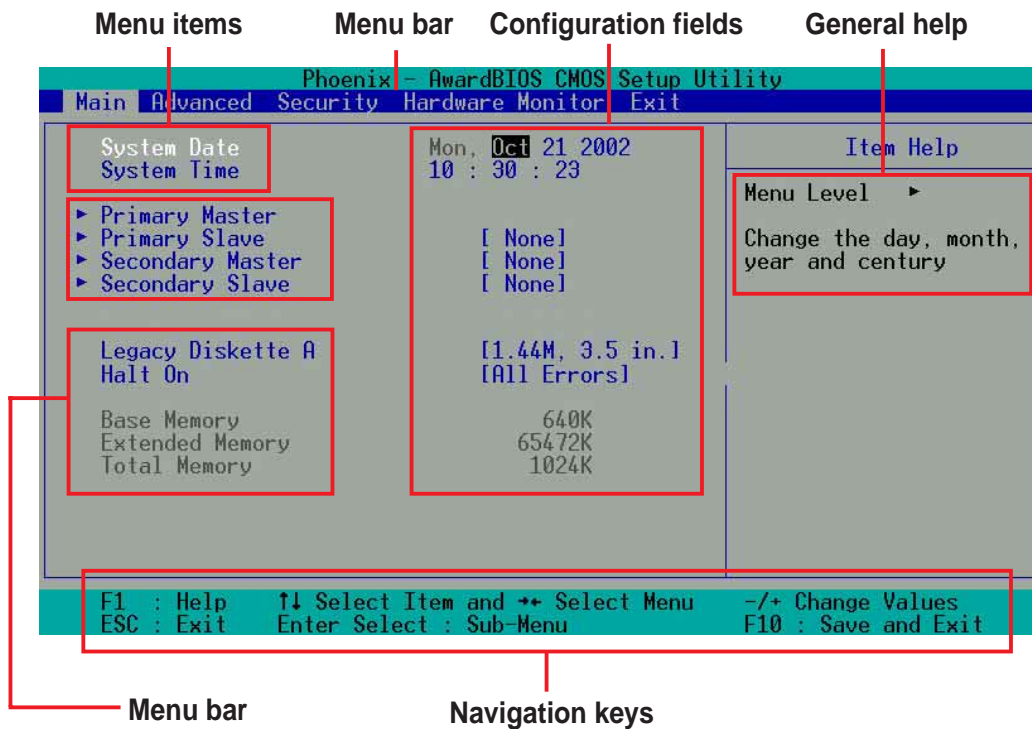 Menu items Menu bar Configuration fields General help
Phoenix - AwardBIOS CMOS Setup Utility
Main Advanced Security Hardware Monitor Exit
System Date Mon, Oct 21 2002 Item Help
System Time 10 : 30 : 23
Menu Level ►
► Primary Master
► Primary Slave [ None] Change the day, month,
► Secondary Master [ None] year and century
► Secondary Slave [ None]
Legacy Diskette A [1.44M, 3.5 in.]
Halt On [All Errors]
Base Memory 640K
Extended Memory 65472K
Total Memory 1024K
F1 : Help ↑↓ Select Item and →← Select Menu -/+ Change Values
ESC : Exit Enter Select : Sub-Menu F10 : Save and Exit
Menu bar Navigation keys